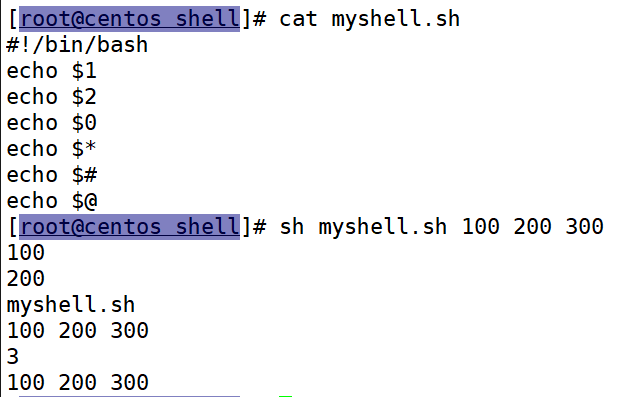 [root@centos shell]# cat myshell.sh
#!/bin/bash
echo $1
echo $2
echo $0
echo $*
echo $#
echo $@
[root@centos shell]# sh myshell.sh 100 200 300
100
200
myshell.sh
100 200 300
3
100 200 300